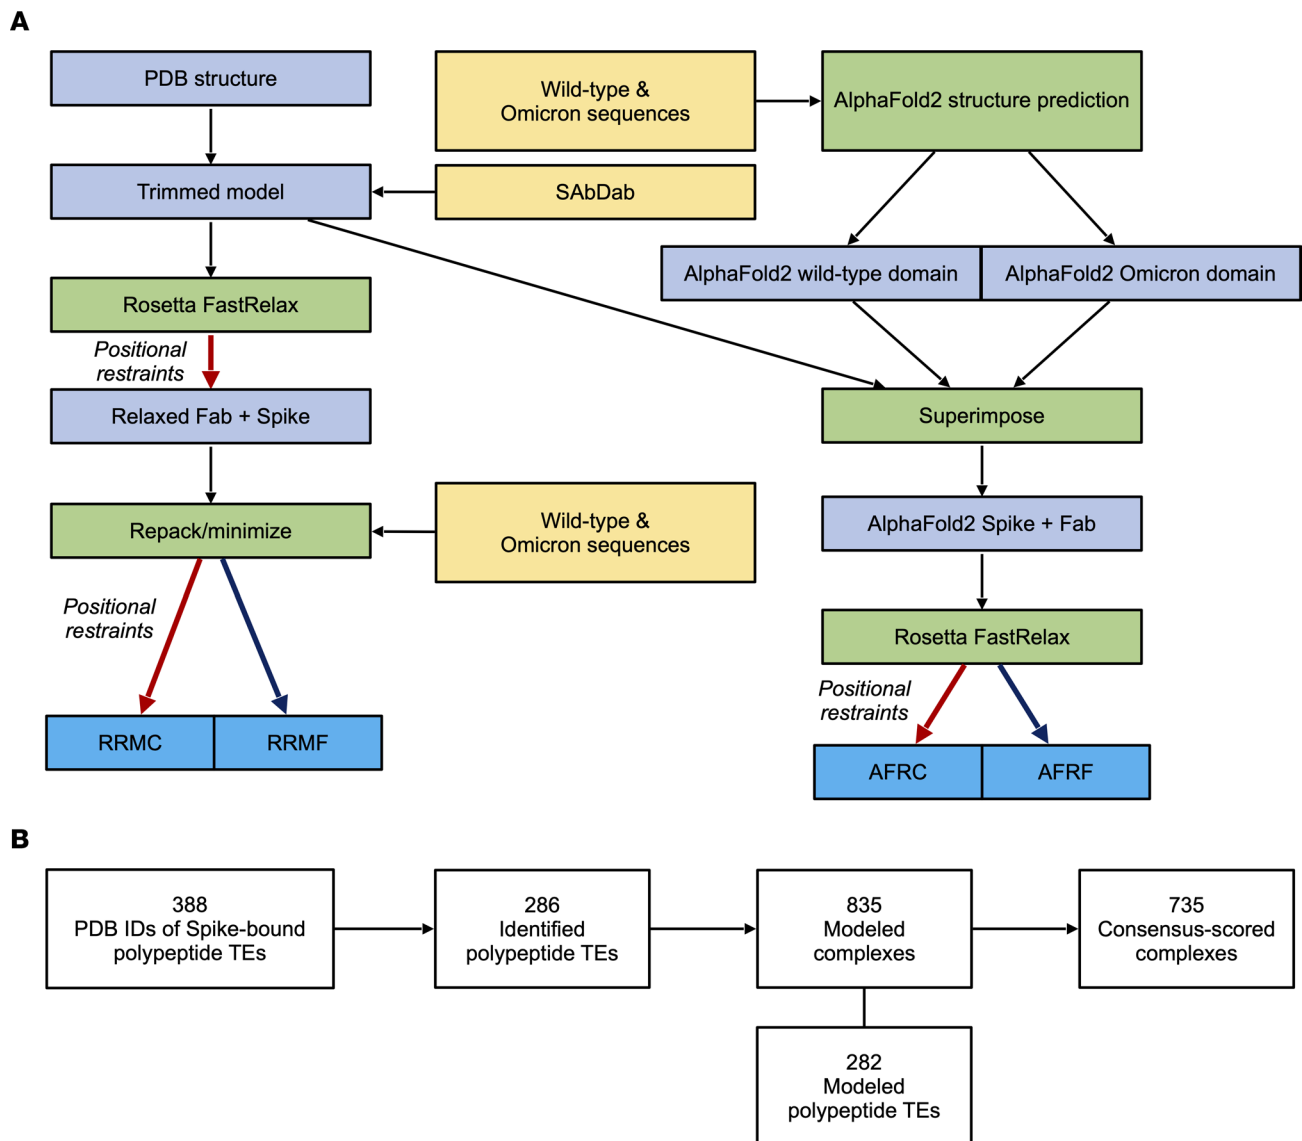 A
PDB structure
Wild-type &
Omicron sequences
AlphaFold2 structure prediction
Trimmed model
SAbDab
AlphaFold2 wild-type domain
AlphaFold2 Omicron domain
Rosetta FastRelax
Positional
restraints
Relaxed Fab + Spike
Superimpose
Repack/minimize
Wild-type &
Omicron sequences
AlphaFold2 Spike + Fab
Positional
restraints
Rosetta FastRelax
Positional
restraints
RRMC
RRMF
AFRC
AFRF
B
388
PDB IDs of Spike-bound
polypeptide TEs
286
Identified
polypeptide TEs
835
Modeled
complexes
735
Consensus-scored
complexes
282
Modeled
polypeptide TEs